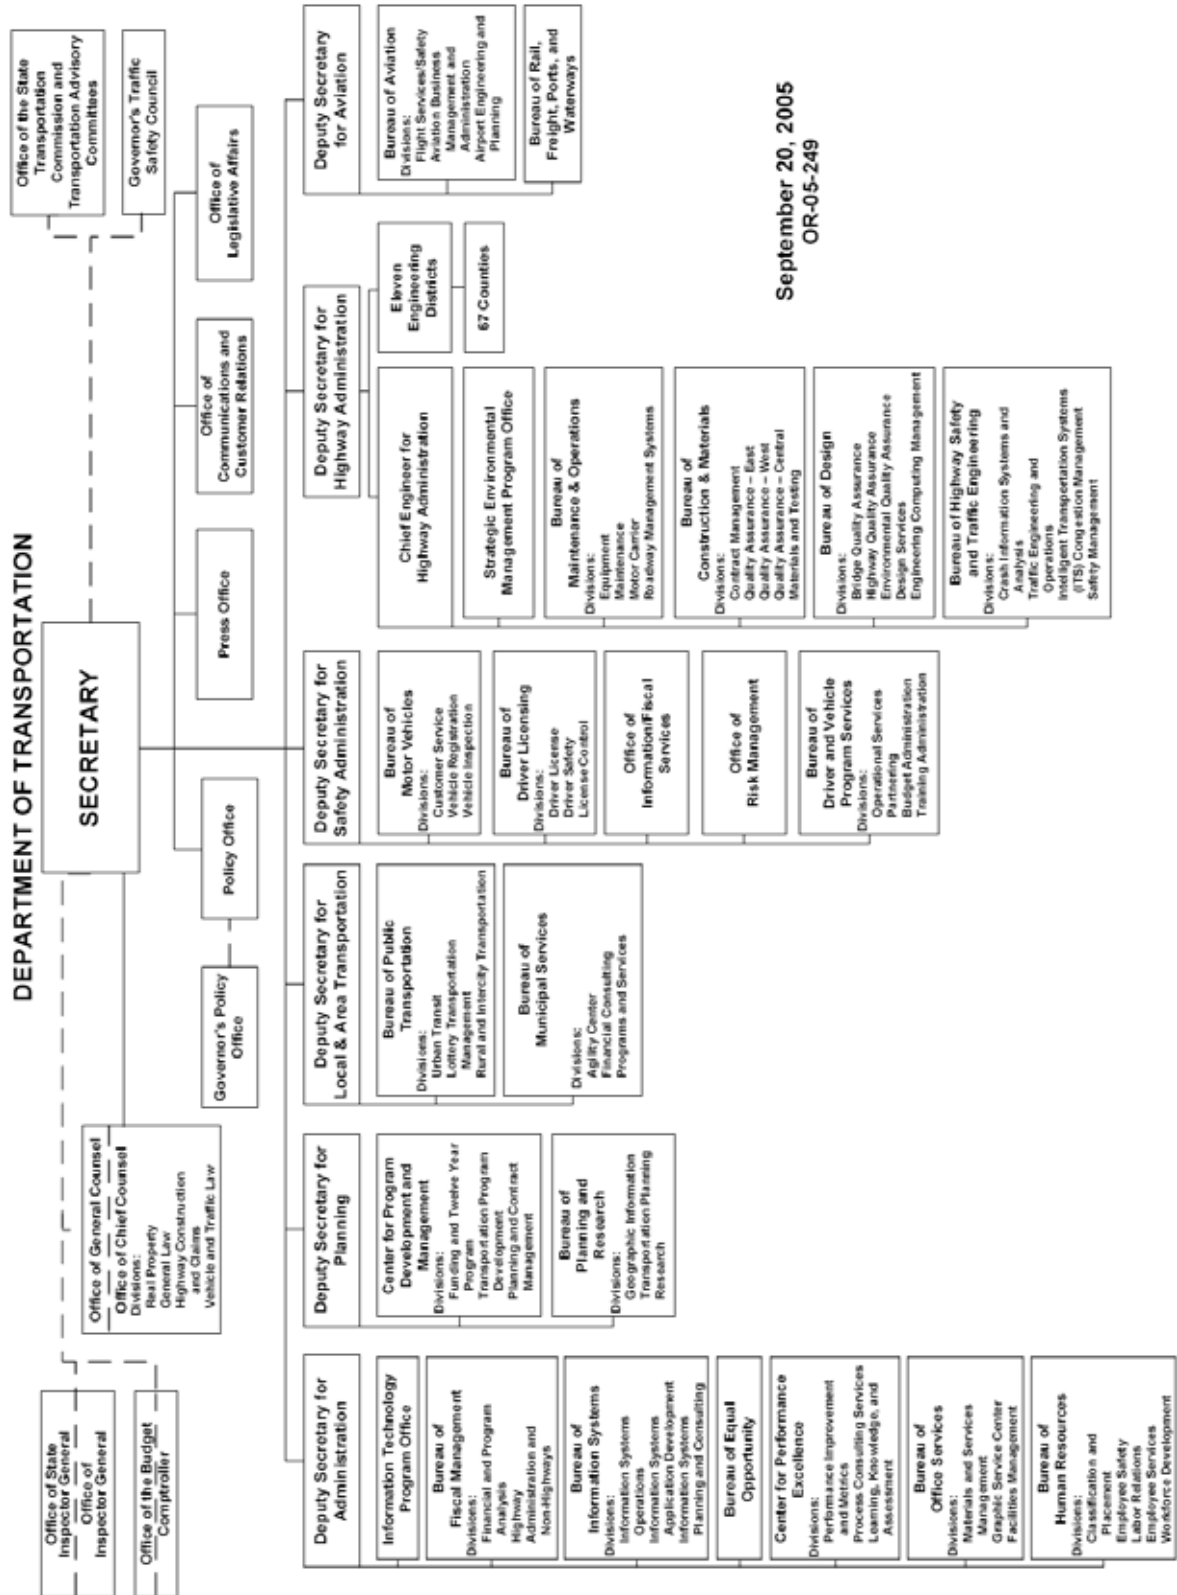 DEPARTMENT OF TRANSPORTATION
Office of State
Inspector General
Office of
Inspector General
Office of the Budget
Comptroller
Office of General Counsel
Office of Chief Counsel
Divisions:
Real Property
General Law
Highway Construction
and Claims
Vehicle and Traffic Law
SECRETARY
Office of the State
Transportation
Commission and
Transportation Advisory
Committees
Governor's Traffic
Safety Council
Governor's Policy
Office
Policy Office
Press Office
Office of
Communications and
Customer Relations
Office of
Legislative Affairs
Deputy Secretary for
Administration
Information Technology
Program Office
Bureau of
Fiscal Management
Divisions:
Financial and Program
Analysis
Highway
Administration and
Non-Highways
Bureau of
Information Systems
Divisions:
Information Systems
Operations
Information Systems
Application Development
Information Systems
Planning and Consulting
Bureau of Equal
Opportunity
Center for Performance
Excellence
Divisions:
Performance Improvement
and Metrics
Process Consulting Services
Learning, Knowledge, and
Assessment
Bureau of
Office Services
Divisions:
Materials and Services
Management
Graphic Service Center
Facilities Management
Bureau of
Human Resources
Divisions:
Classification and
Placement
Employee Safety
Labor Relations
Employee Services
Workforce Development
Deputy Secretary for
Planning
Center for Program
Development and
Management
Divisions:
Funding and Twelve Year
Program
Transportation Program
Development
Planning and Contract
Management
Bureau of
Planning and
Research
Divisions:
Geographic Information
Transportation Planning
Research
Deputy Secretary for
Local & Area Transportation
Bureau of Public
Transportation
Divisions:
Urban Transit
Lottery Transportation
Management
Rural and Intercity Transportation
Bureau of
Municipal Services
Divisions:
Agility Center
Financial Consulting
Programs and Services
Deputy Secretary for
Safety Administration
Bureau of
Motor Vehicles
Divisions:
Customer Service
Vehicle Registration
Vehicle Inspection
Bureau of
Driver Licensing
Divisions:
Driver License
Driver Safety
License Control
Office of
Information/Fiscal
Services
Office of
Risk Management
Bureau of
Driver and Vehicle
Program Services
Divisions:
Operational Services
Partnering
Budget Administration
Training Administration
Deputy Secretary for
Highway Administration
Chief Engineer for
Highway Administration
Strategic Environmental
Management Program Office
Bureau of
Maintenance & Operations
Divisions:
Equipment
Maintenance
Motor Carrier
Roadway Management Systems
Bureau of
Construction & Materials
Divisions:
Contract Management
Quality Assurance – East
Quality Assurance – West
Quality Assurance – Central
Materials and Testing
Bureau of Design
Divisions:
Bridge Quality Assurance
Highway Quality Assurance
Environmental Quality Assurance
Design Services
Engineering Computing Management
Bureau of Highway Safety
and Traffic Engineering
Divisions:
Crash Information Systems and
Analysis
Traffic Engineering and
Operations
Intelligent Transportation Systems
(ITS) Congestion Management
Safety Management
Eleven
Engineering
Districts
67 Counties
Deputy Secretary
for Aviation
Bureau of Aviation
Divisions:
Flight Services/Safety
Aviation Business
Management and
Administration
Airport Engineering and
Planning
Bureau of Rail,
Freight, Ports, and
Waterways
September 20, 2005
OR-05-249